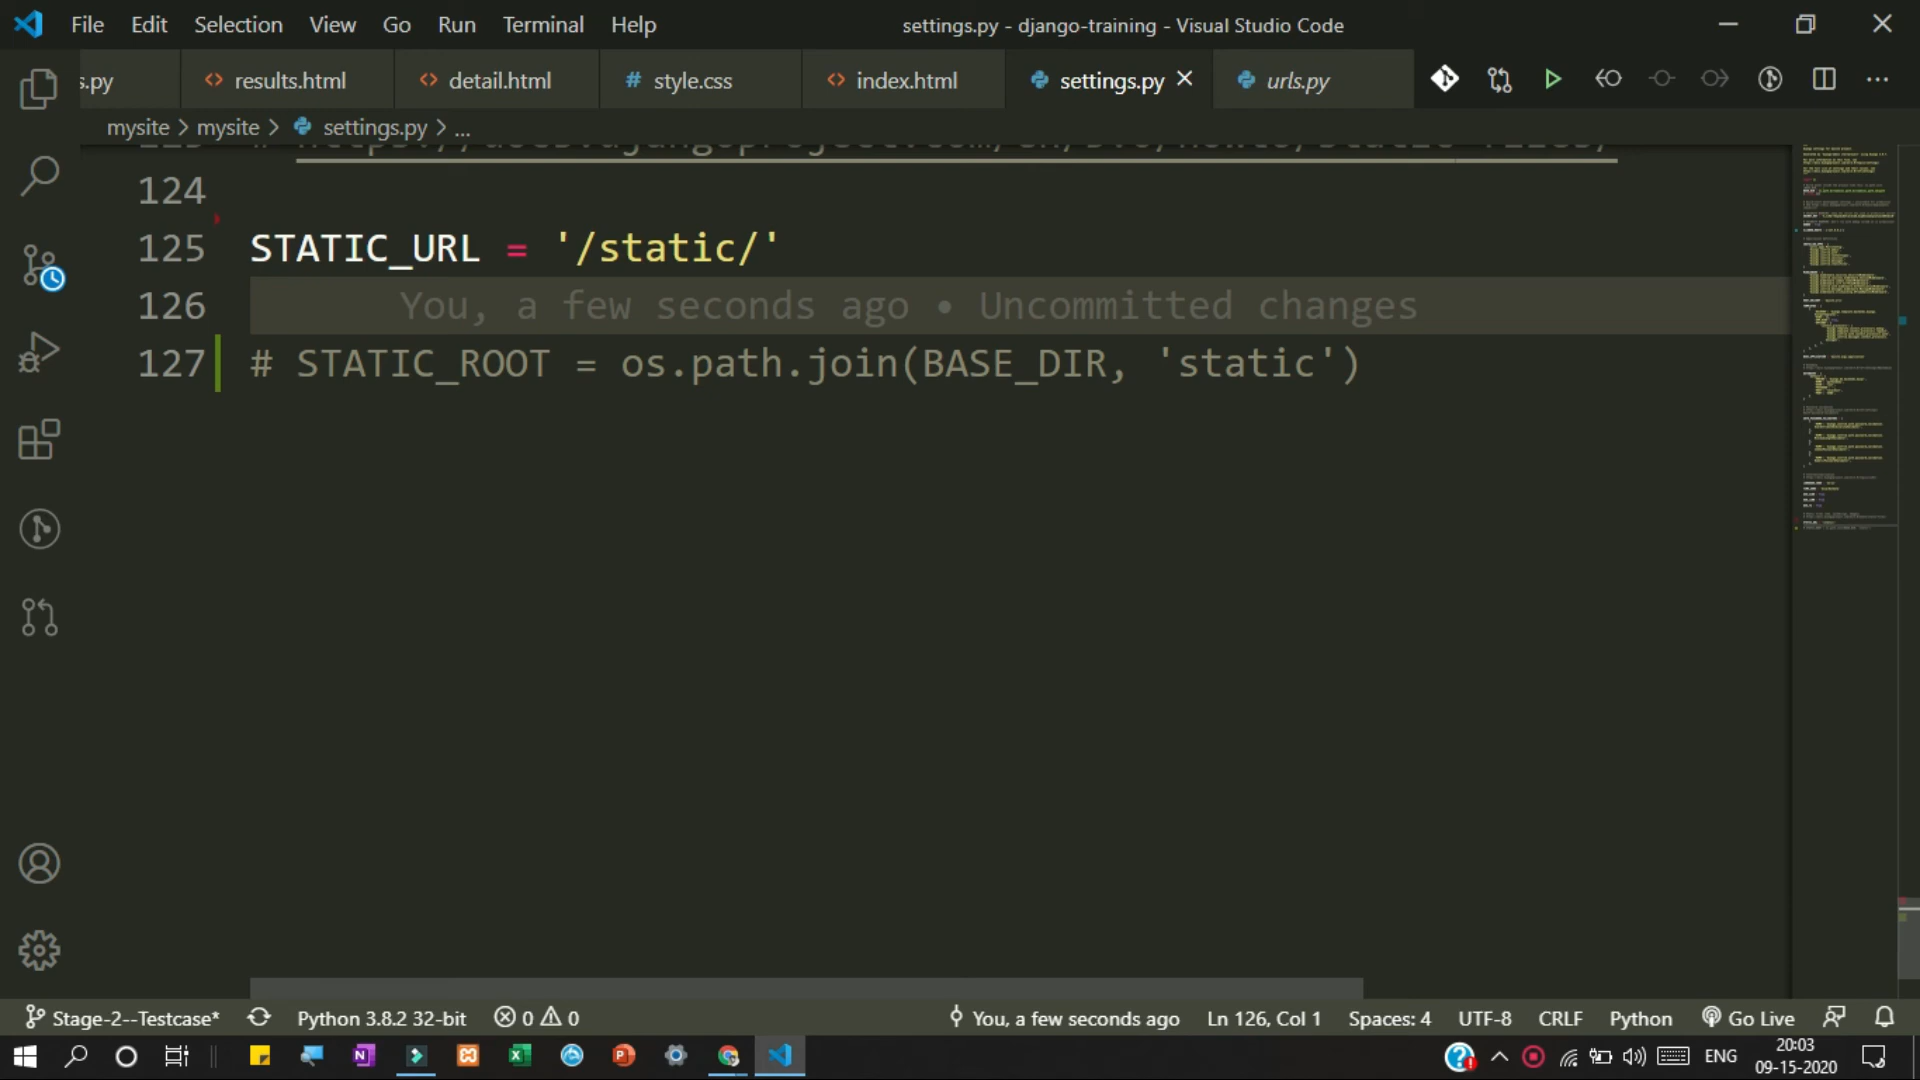 File Edit Selection View Go Run Terminal Help settings.py - django-training - Visual Studio Code
s.py results.html detail.html # style.css index.html settings.py urls.py
mysite > mysite > settings.py > ...
124
125 STATIC_URL = '/static/'
126 You, a few seconds ago • Uncommitted changes
127 # STATIC_ROOT = os.path.join(BASE_DIR, 'static')
Stage-2--Testcase* Python 3.8.2 32-bit 0 0 You, a few seconds ago Ln 126, Col 1 Spaces: 4 UTF-8 CRLF Python Go Live
ENG 20:03
09-15-2020